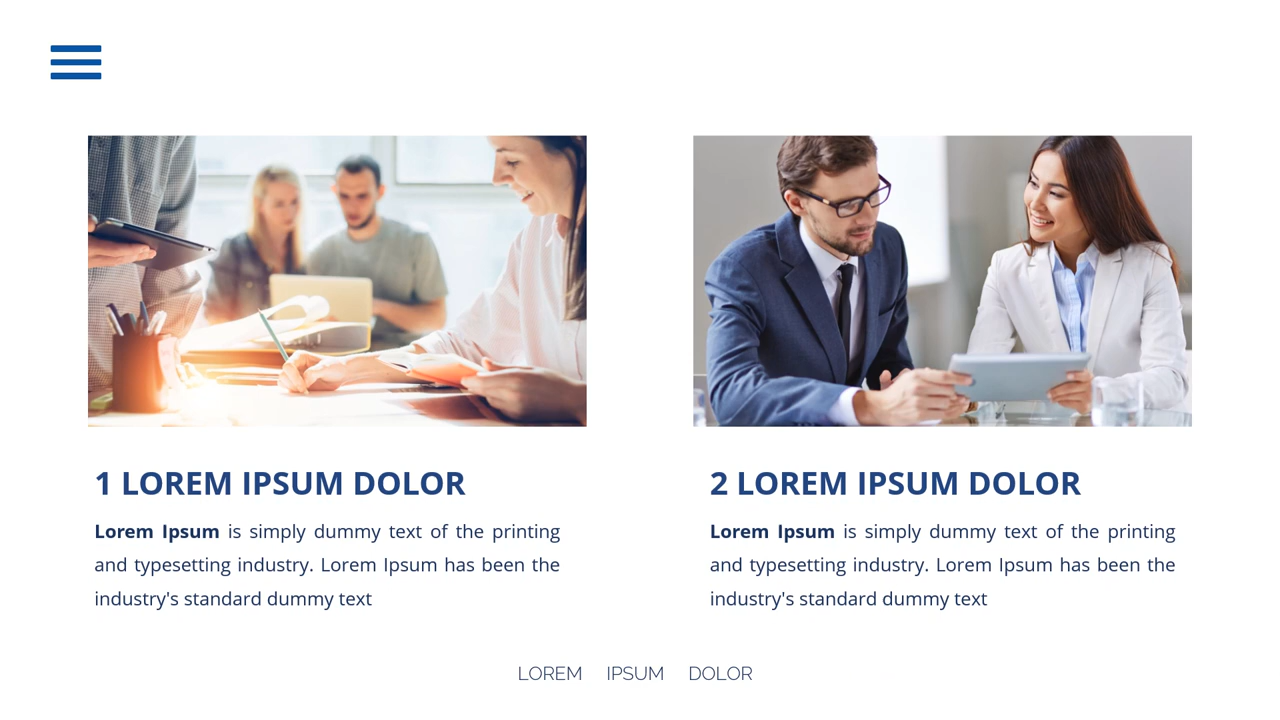 1 LOREM IPSUM DOLOR
Lorem Ipsum is simply dummy text of the printing
and typesetting industry. Lorem Ipsum has been the
industry's standard dummy text
2 LOREM IPSUM DOLOR
Lorem Ipsum is simply dummy text of the printing
and typesetting industry. Lorem Ipsum has been the
industry's standard dummy text
LOREM IPSUM DOLOR